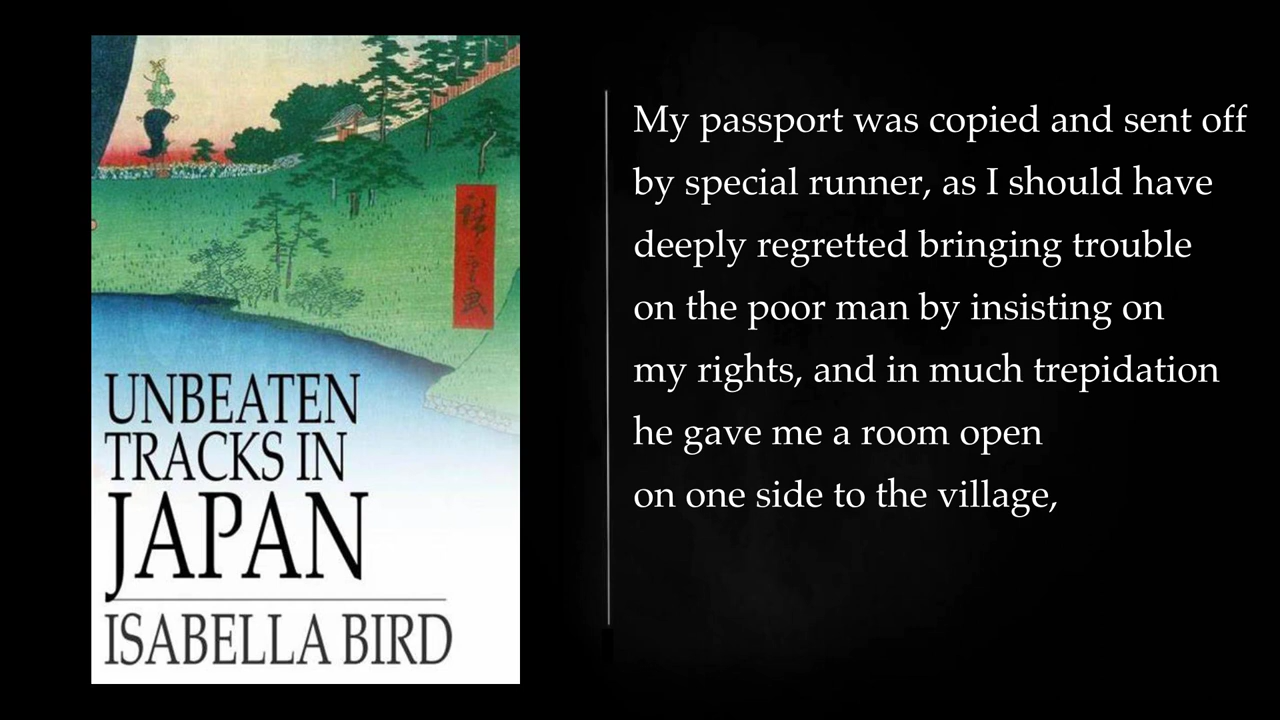 UNBEATEN
TRACKS IN
JAPAN
ISABELLA BIRD
My passport was copied and sent off
by special runner, as I should have
deeply regretted bringing trouble
on the poor man by insisting on
my rights, and in much trepidation
he gave me a room open
on one side to the village,